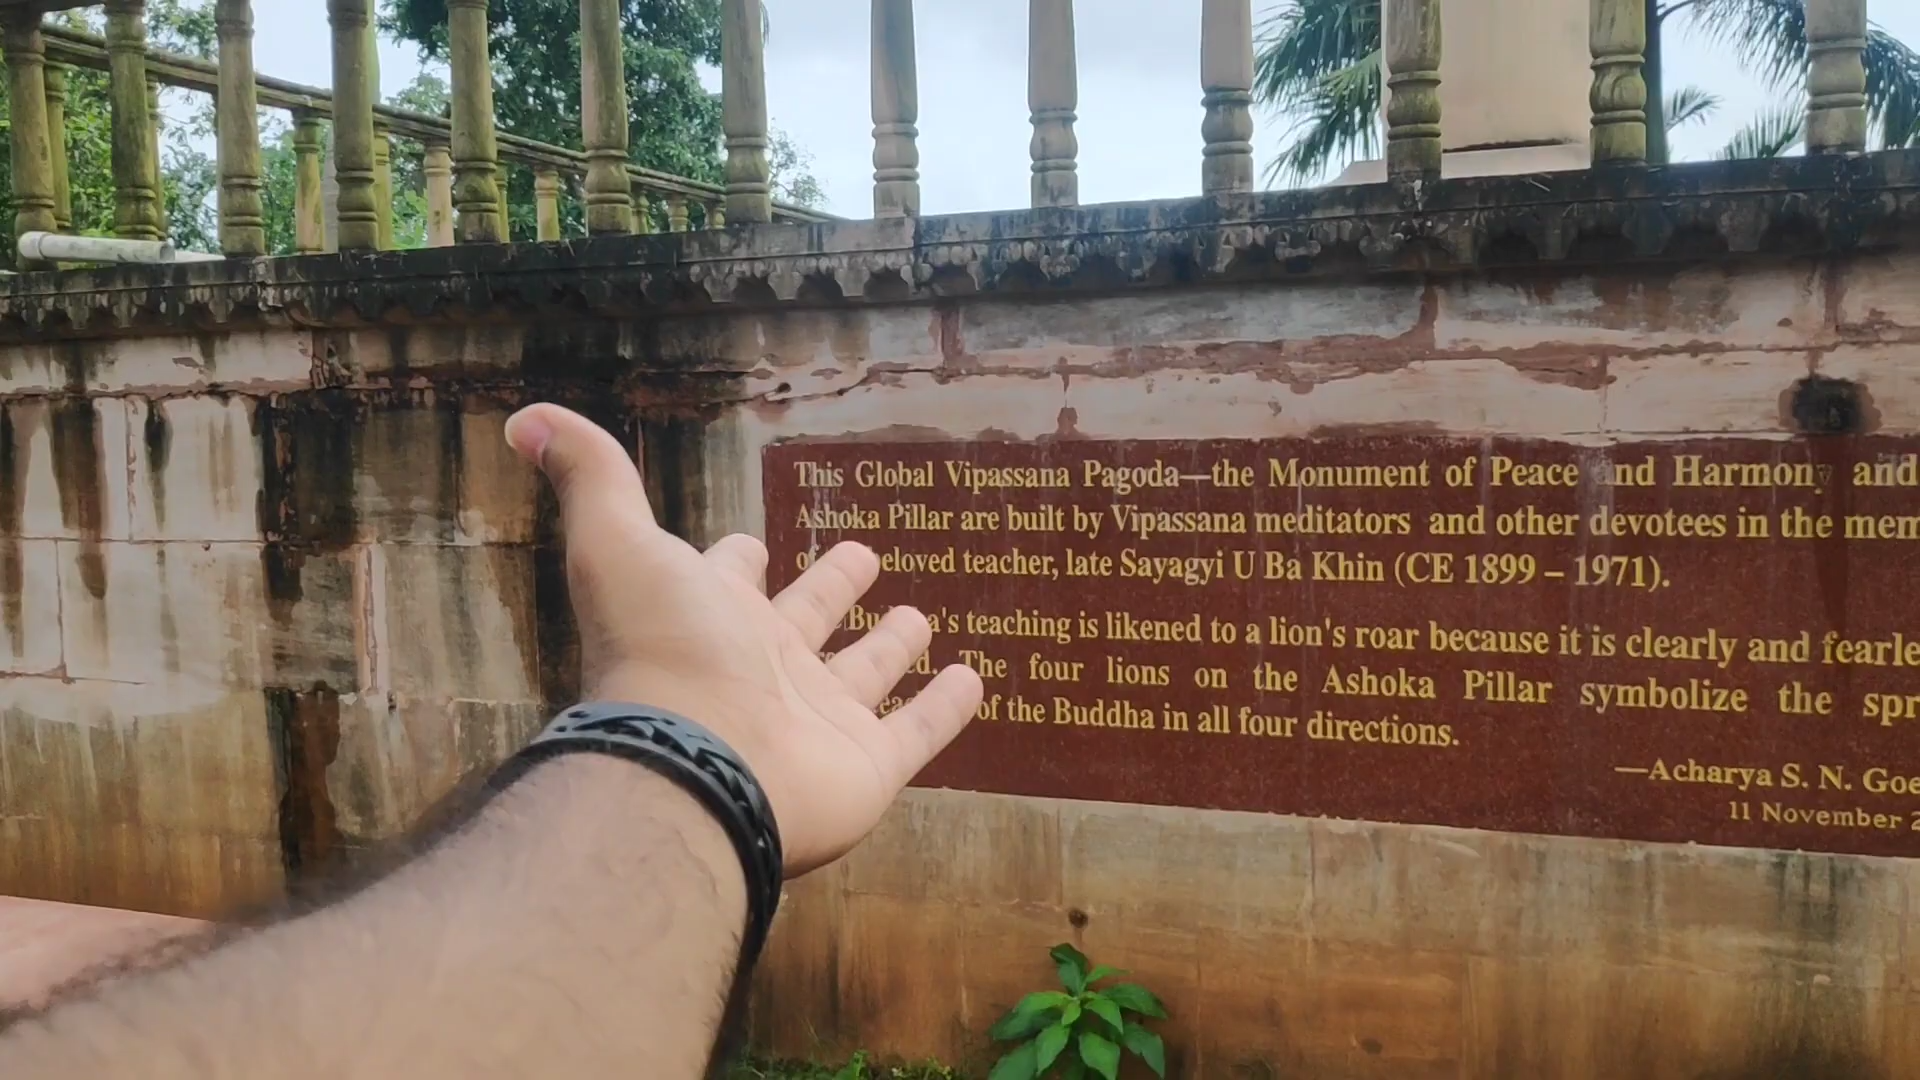 This Global Vipassana Pagoda—the Monument of Peace and Harmony and
Ashoka Pillar are built by Vipassana meditators and other devotees in the
teacher, late Sayagyi U Ba Khin (CE 1899 – 1971).
teaching is likened to a lion's roar because it is clearly and
The four lions on the Ashoka Pillar symbolize the
of the Buddha in all four directions.
—Acharya S. N.
11 November